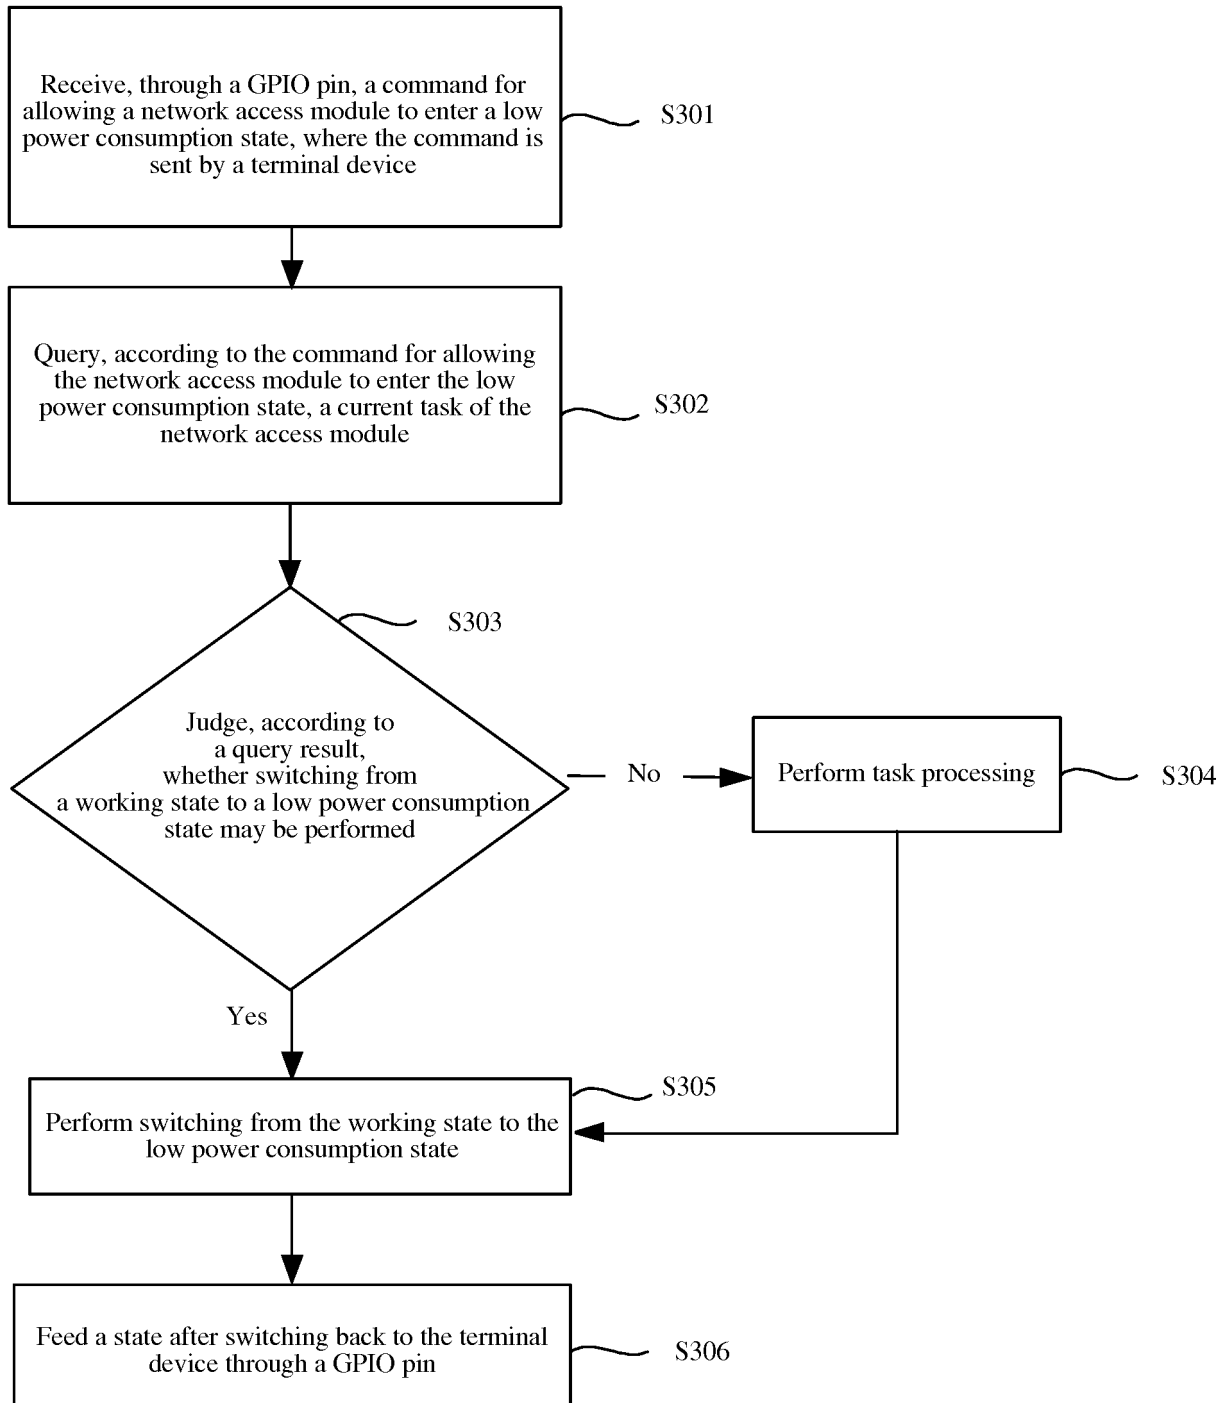 Receive, through a GPIO pin, a command for
allowing a network access module to enter a low
power consumption state, where the command is
sent by a terminal device
S301
Query, according to the command for allowing
the network access module to enter the low
power consumption state, a current task of the
network access module
S302
S303
Judge, according to
a query result,
whether switching from
a working state to a low power consumption
state may be performed
No
Perform task processing
S304
Yes
S305
Perform switching from the working state to the
low power consumption state
Feed a state after switching back to the terminal
device through a GPIO pin
S306